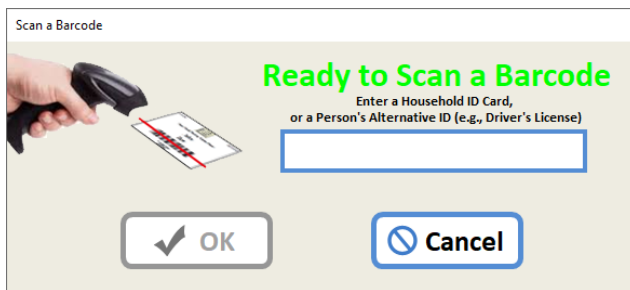 Scan a Barcode
Ready to Scan a Barcode
Enter a Household ID Card,
or a Person's Alternative ID (e.g., Driver's License)
OK
Cancel